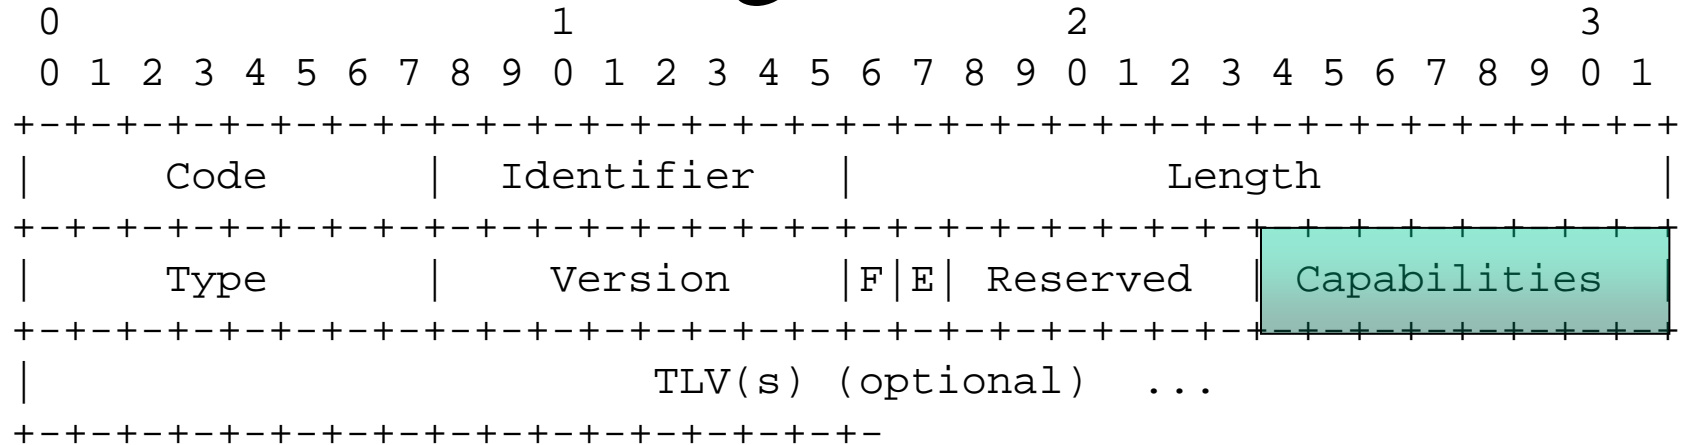 0                   1                   2                   3
0 1 2 3 4 5 6 7 8 9 0 1 2 3 4 5 6 7 8 9 0 1 2 3 4 5 6 7 8 9 0 1
+-+-+-+-+-+-+-+-+-+-+-+-+-+-+-+-+-+-+-+-+-+-+-+-+-+-+-+-+-+-+-+-+
|     Code      |  Identifier   |            Length             |
+-+-+-+-+-+-+-+-+-+-+-+-+-+-+-+-+-+-+-+-+-+-+-+-+-+-+-+-+-+-+-+-+
|     Type      |    Version    |F|E| Reserved  | Capabilities  |
+-+-+-+-+-+-+-+-+-+-+-+-+-+-+-+-+-+-+-+-+-+-+-+-+-+-+-+-+-+-+-+-+
|                        TLV(s) (optional)  ...
+-+-+-+-+-+-+-+-+-+-+-+-+-+-+-+-+-